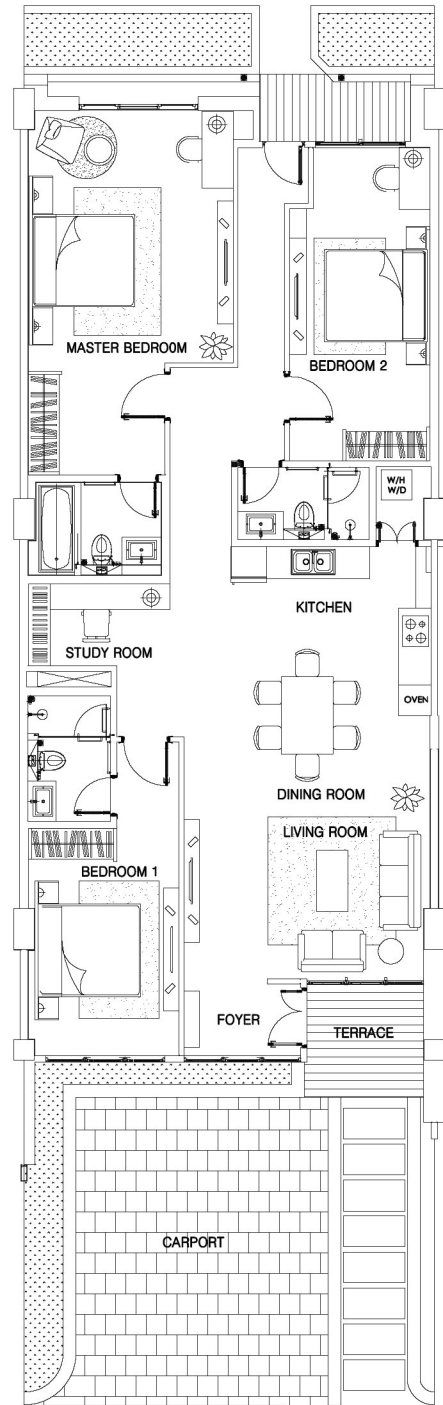 MASTER BEDROOM
BEDROOM 2
W/H
W/D
KITCHEN
STUDY ROOM
OVEN
DINING ROOM
LIVING ROOM
BEDROOM 1
FOYER
TERRACE
CARPORT